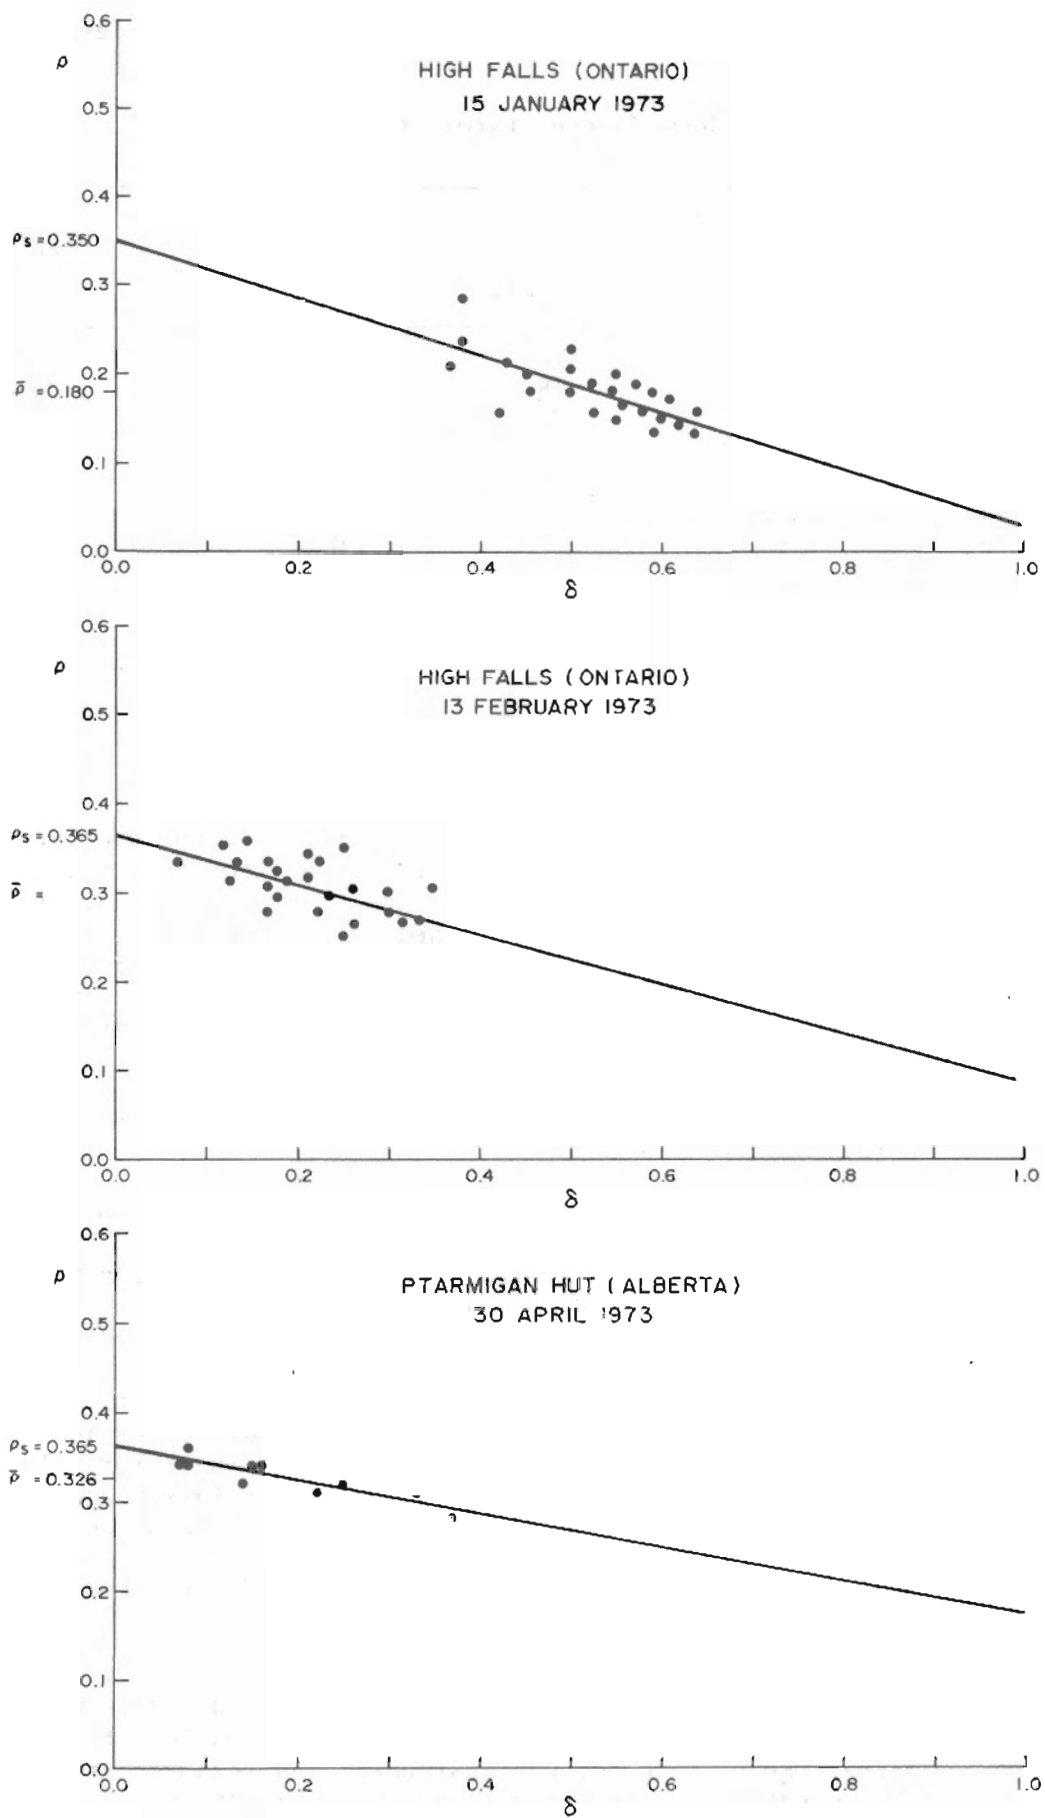 0.6
ρ
HIGH FALLS (ONTARIO)
15 JANUARY 1973
0.5
0.4
ρs = 0.350
0.3
0.2
ρ̄ = 0.180
0.1
0.0
0.0 0.2 0.4 0.6 0.8 1.0
δ
0.6
ρ
HIGH FALLS (ONTARIO)
13 FEBRUARY 1973
0.5
0.4
ρs = 0.365
ρ̄ = 0.3
0.2
0.1
0.0
0.0 0.2 0.4 0.6 0.8 1.0
δ
0.6
ρ
PTARMIGAN HUT (ALBERTA)
30 APRIL 1973
0.5
0.4
ρs = 0.365
ρ̄ = 0.326
0.3
0.2
0.1
0.0
0.0 0.2 0.4 0.6 0.8 1.0
δ